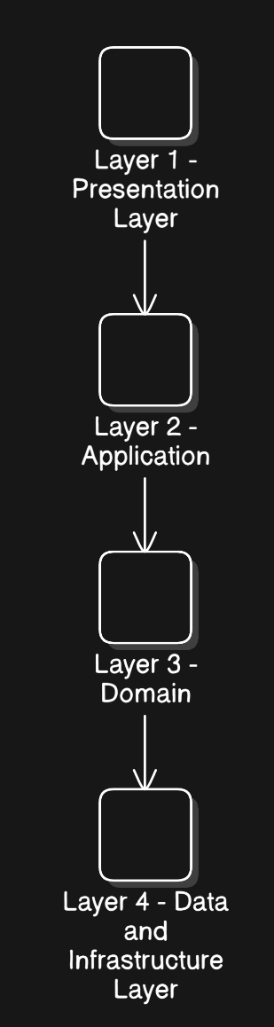 Layer 1 -
Presentation
Layer
Layer 2 -
Application
Layer 3 -
Domain
Layer 4 - Data
and
Infrastructure
Layer